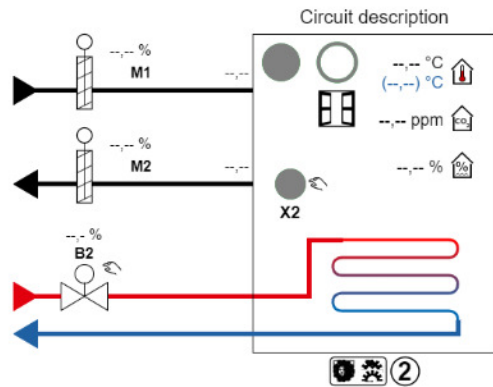 Circuit description
--,-- %
M1
--,--
--,-- °C
(--,--) °C
--,-- ppm
CO2
--,-- %
M2
--,--
--,-- %
%
X2
--,- %
B2
2